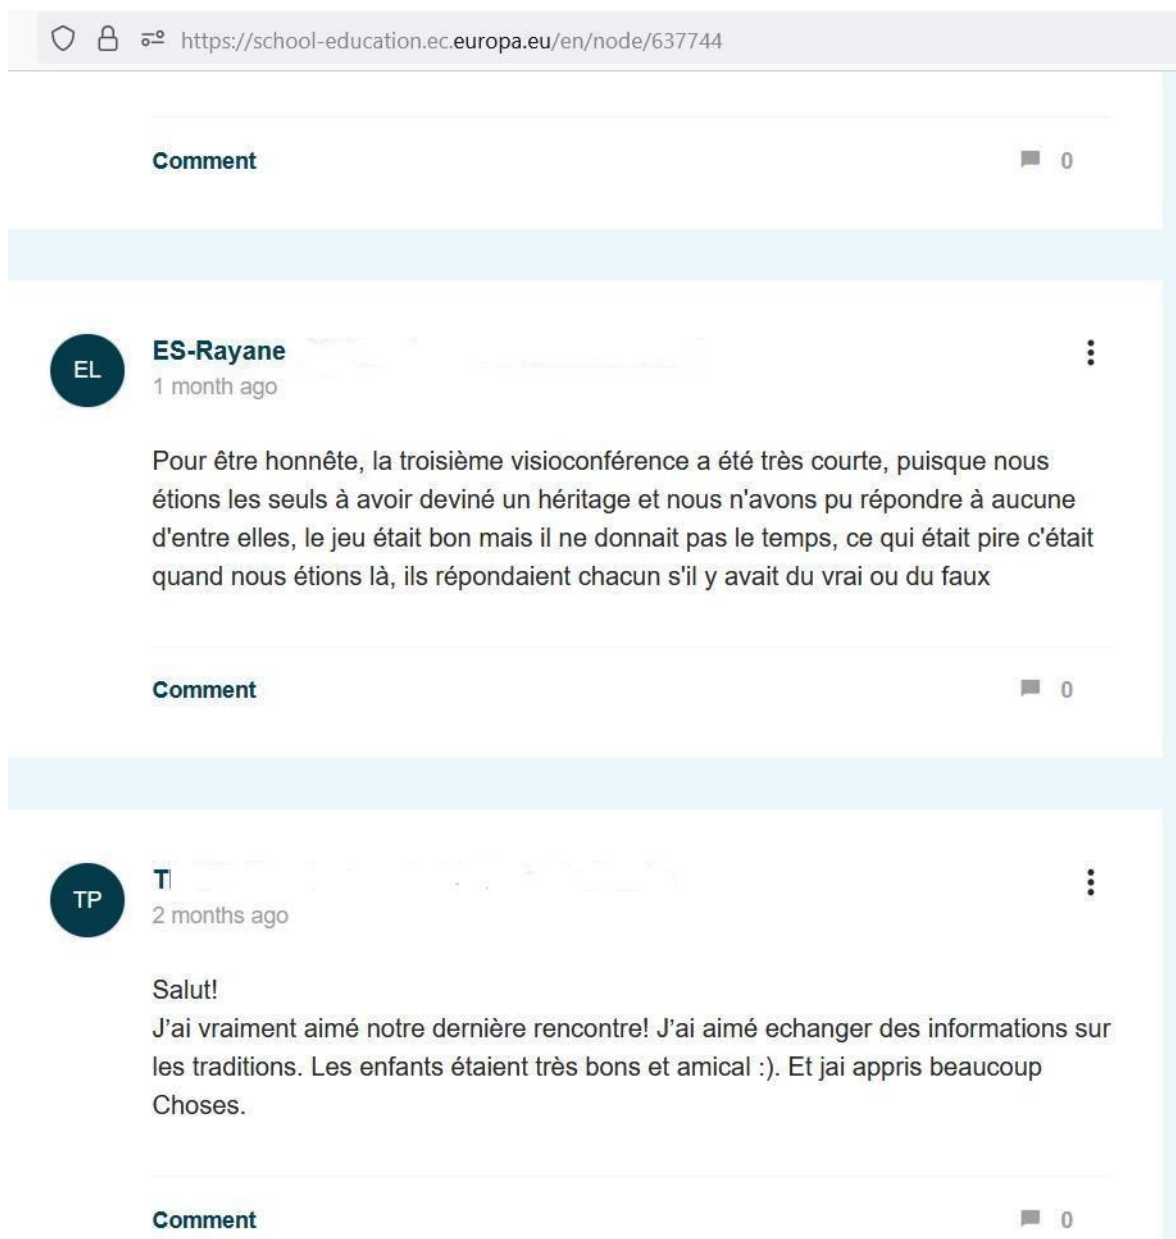 https://school-education.ec.europa.eu/en/node/637744
Comment 0
EL
ES-Rayane
1 month ago
Pour être honnête, la troisième visioconférence a été très courte, puisque nous
étions les seuls à avoir deviné un héritage et nous n'avons pu répondre à aucune
d'entre elles, le jeu était bon mais il ne donnait pas le temps, ce qui était pire c'était
quand nous étions là, ils répondaient chacun s'il y avait du vrai ou du faux
Comment 0
TP
2 months ago
Salut!
J’ai vraiment aimé notre dernière rencontre! J’ai aimé echanger des informations sur
les traditions. Les enfants étaient très bons et amical :). Et jai appris beaucoup
Choses.
Comment 0